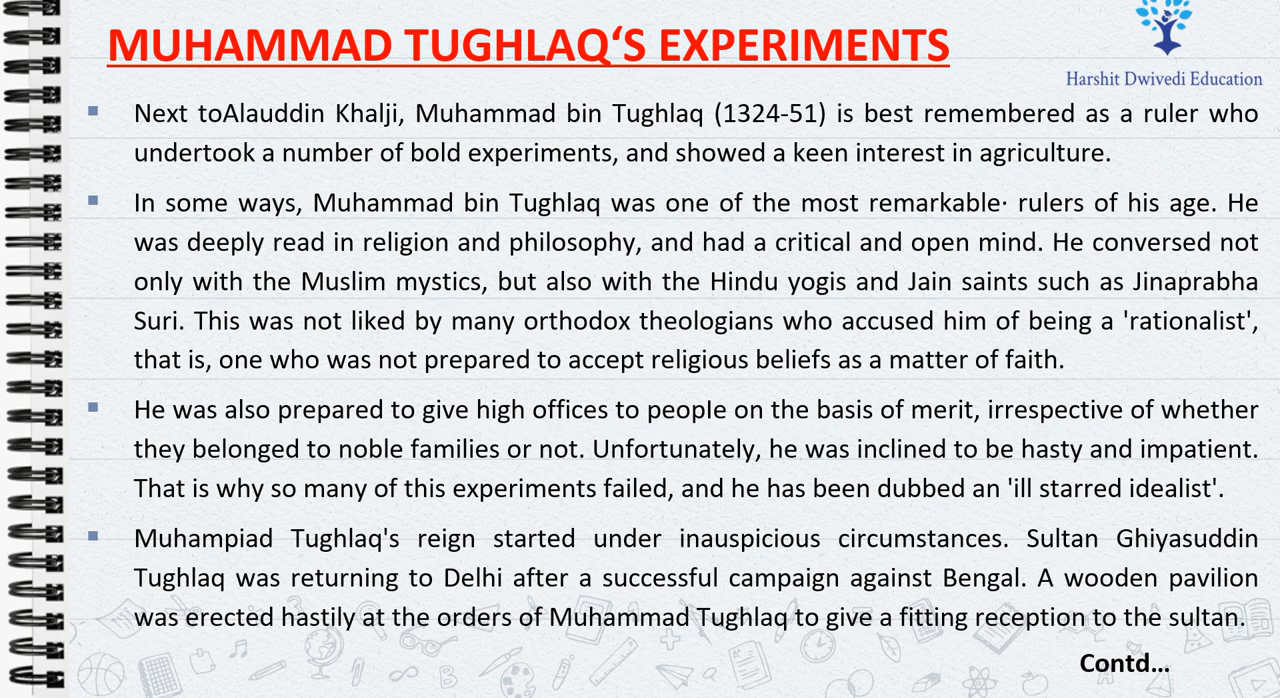 MUHAMMAD TUGHLAQ‘S EXPERIMENTS
Harshit Dwivedi Education
▪ Next toAlauddin Khalji, Muhammad bin Tughlaq (1324-51) is best remembered as a ruler who
undertook a number of bold experiments, and showed a keen interest in agriculture.
▪ In some ways, Muhammad bin Tughlaq was one of the most remarkable· rulers of his age. He
was deeply read in religion and philosophy, and had a critical and open mind. He conversed not
only with the Muslim mystics, but also with the Hindu yogis and Jain saints such as Jinaprabha
Suri. This was not liked by many orthodox theologians who accused him of being a 'rationalist',
that is, one who was not prepared to accept religious beliefs as a matter of faith.
▪ He was also prepared to give high offices to people on the basis of merit, irrespective of whether
they belonged to noble families or not. Unfortunately, he was inclined to be hasty and impatient.
That is why so many of this experiments failed, and he has been dubbed an 'ill starred idealist'.
▪ Muhampiad Tughlaq's reign started under inauspicious circumstances. Sultan Ghiyasuddin
Tughlaq was returning to Delhi after a successful campaign against Bengal. A wooden pavilion
was erected hastily at the orders of Muhammad Tughlaq to give a fitting reception to the sultan.
Contd…